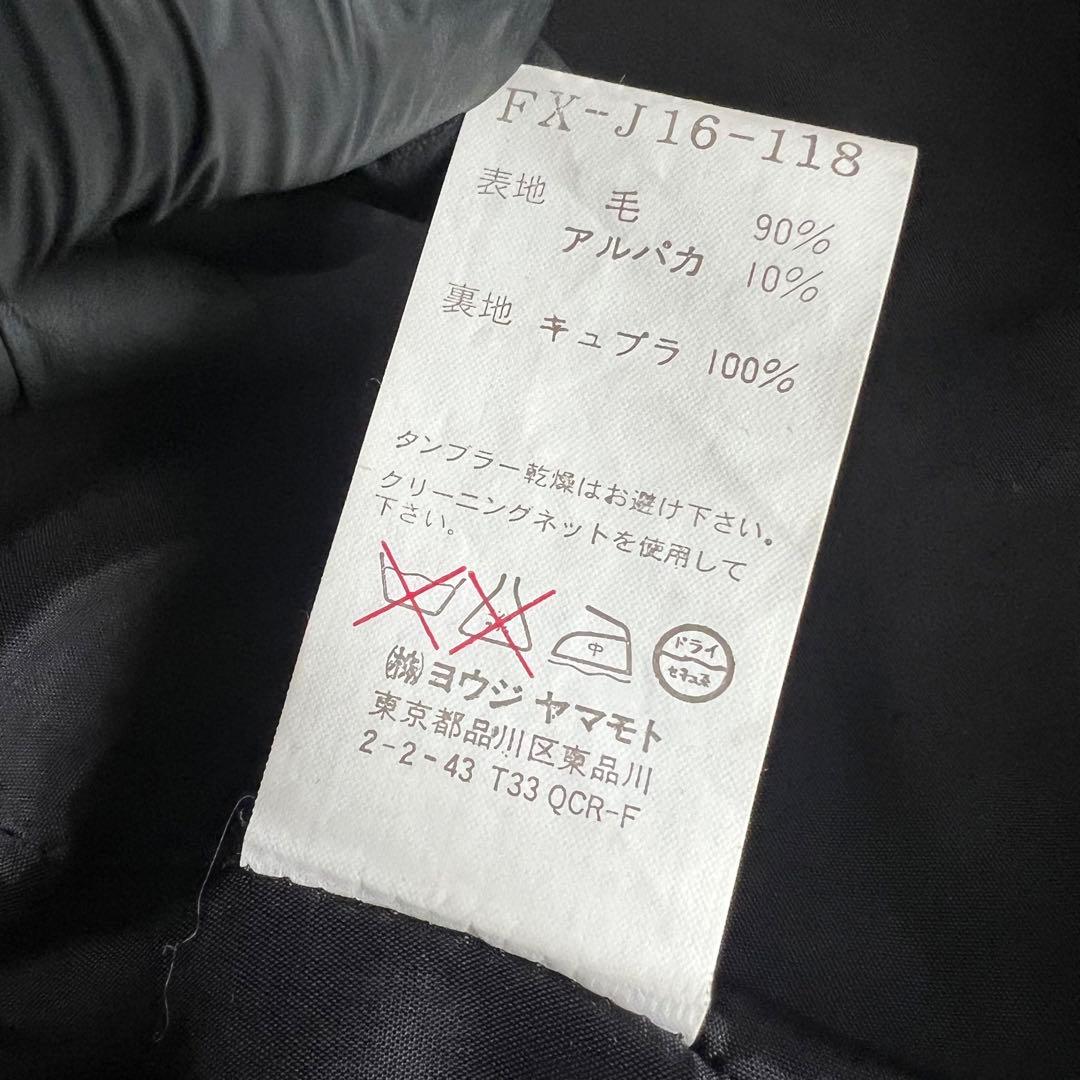 FX-J16-118
表地 毛 90%
アルパカ 10%
裏地 キュプラ 100%
タンブラー乾燥はお避け下さい。
クリーニングネットを使用して
下さい。
中 ドライ
セキユ系
㈱ヨウジ ヤマモト
東京都品川区東品川
2-2-43 T33 QCR-F